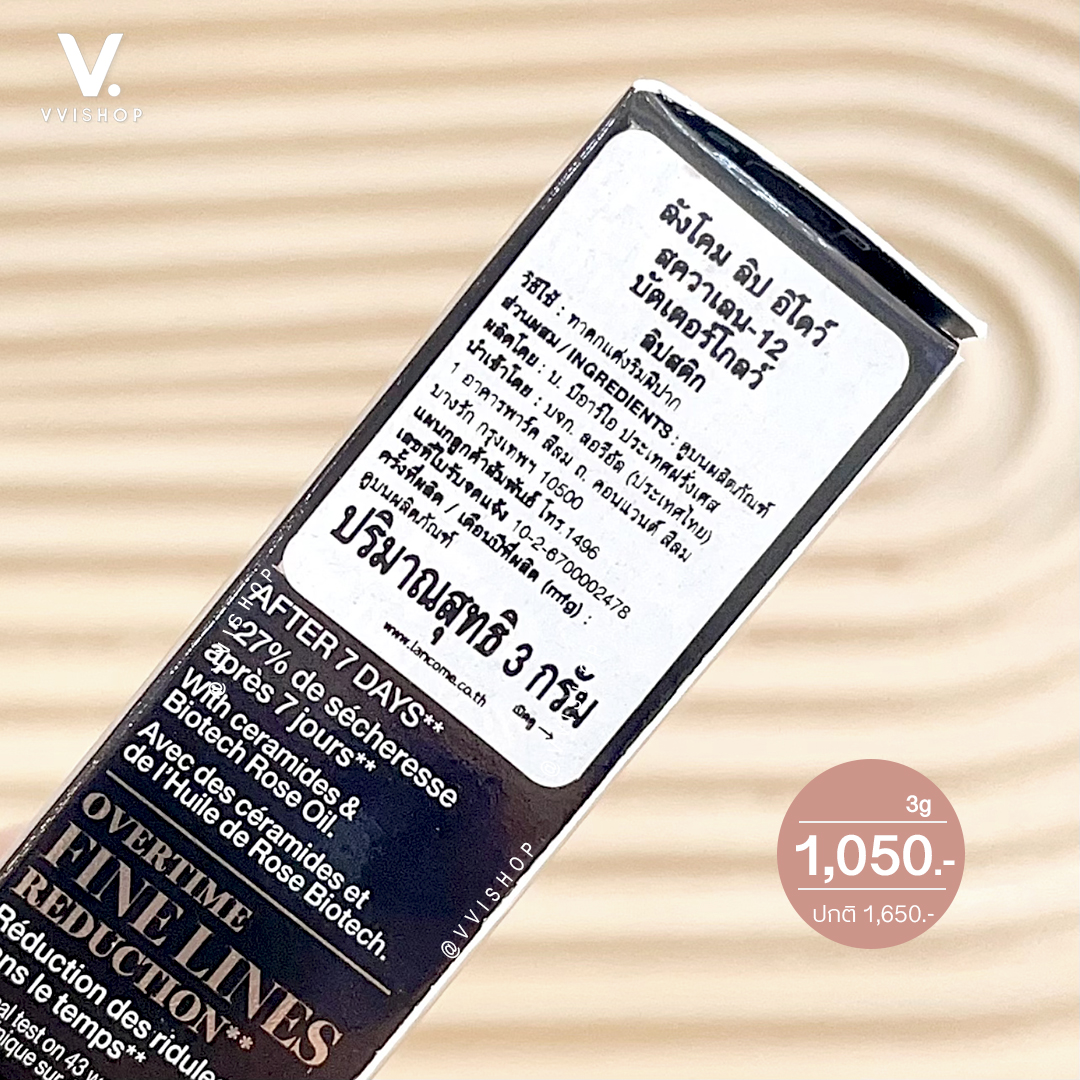 V.
VVISHOP
ลังโคม ลิป อีโดว์
สควาเลน-12
บัตเตอร์โกลว์
ลิปสติก
วิธีใช้ : ทาตกแต่งริมฝีปาก
ส่วนผสม / INGREDIENTS : ดูบนผลิตภัณฑ์
ผลิตโดย : บ. บีอาร์ไอ ประเทศฝรั่งเศส
นำเข้าโดย : บจก. ลอรีอัล (ประเทศไทย)
1 อาคารพาร์ค สีลม ถ. คอนแวนต์ สีลม
บางรัก กรุงเทพฯ 10500
แผนกลูกค้าสัมพันธ์ โทร.1496
เลขที่ใบรับจดแจ้ง 10-2-6700002478
ครั้งที่ผลิต / เดือนปีที่ผลิต (mfg) :
ดูบนผลิตภัณฑ์
ปริมาณสุทธิ 3 กรัม
www.lancome.co.th
เปิดดู →
AFTER 7 DAYS**
-27% de sécheresse
après 7 jours**
With ceramides &
Biotech Rose Oil.
Avec des céramides et
de l'Huile de Rose Biotech.
OVERTIME
FINE LINES
REDUCTION**
Réduction des ridule
ns le temps**
al test on 43 w
nique sur
@VVISHOP
@VVISHOP
3g
1,050.-
ปกติ 1,650.-